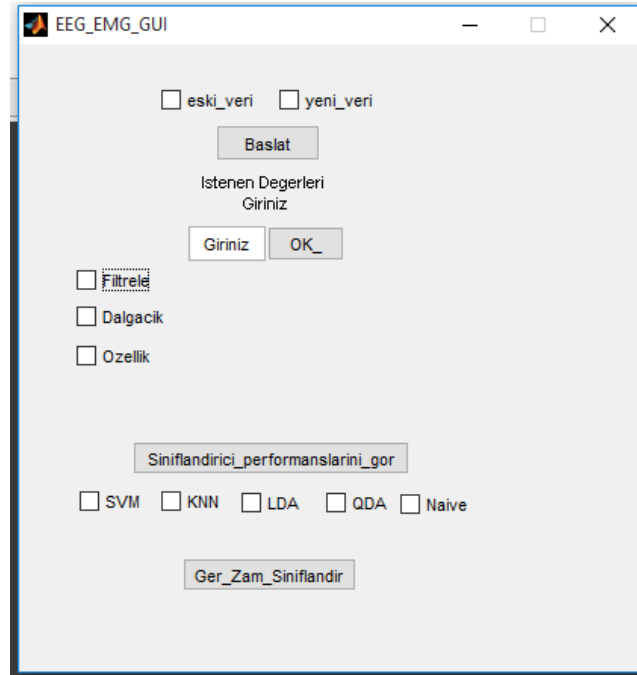 EEG_EMG_GUI
eski_veri yeni_veri
Baslat
Istenen Degerleri
Giriniz
Giriniz OK_
Filtrele
Dalgacik
Ozellik
Siniflandirici_performanslarini_gor
SVM KNN LDA QDA Naive
Ger_Zam_Siniflandir